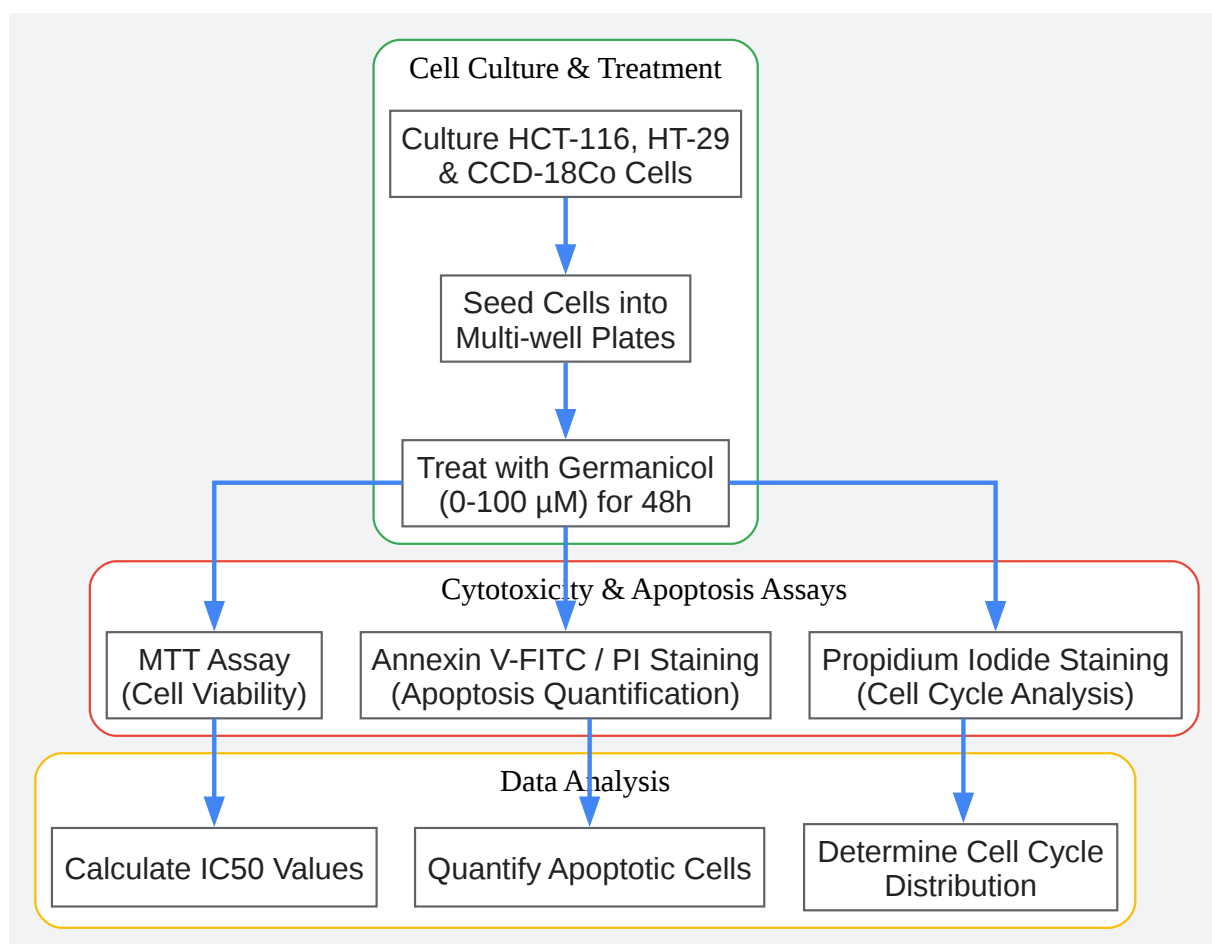 Cell Culture & Treatment
Culture HCT-116, HT-29
& CCD-18Co Cells
Seed Cells into
Multi-well Plates
Treat with Germanicol
(0-100 µM) for 48h
Cytotoxicity & Apoptosis Assays
MTT Assay
(Cell Viability)
Annexin V-FITC / PI Staining
(Apoptosis Quantification)
Propidium Iodide Staining
(Cell Cycle Analysis)
Data Analysis
Calculate IC50 Values
Quantify Apoptotic Cells
Determine Cell Cycle
Distribution